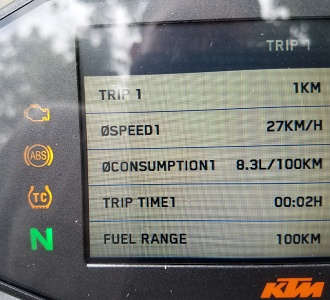 TRIP 1
TRIP 1 1KM
ØSPEED1 27KM/H
ØCONSUMPTION1 8.3L/100KM
ABS
TRIP TIME1 00:02H
TC
N
FUEL RANGE 100KM
KTM